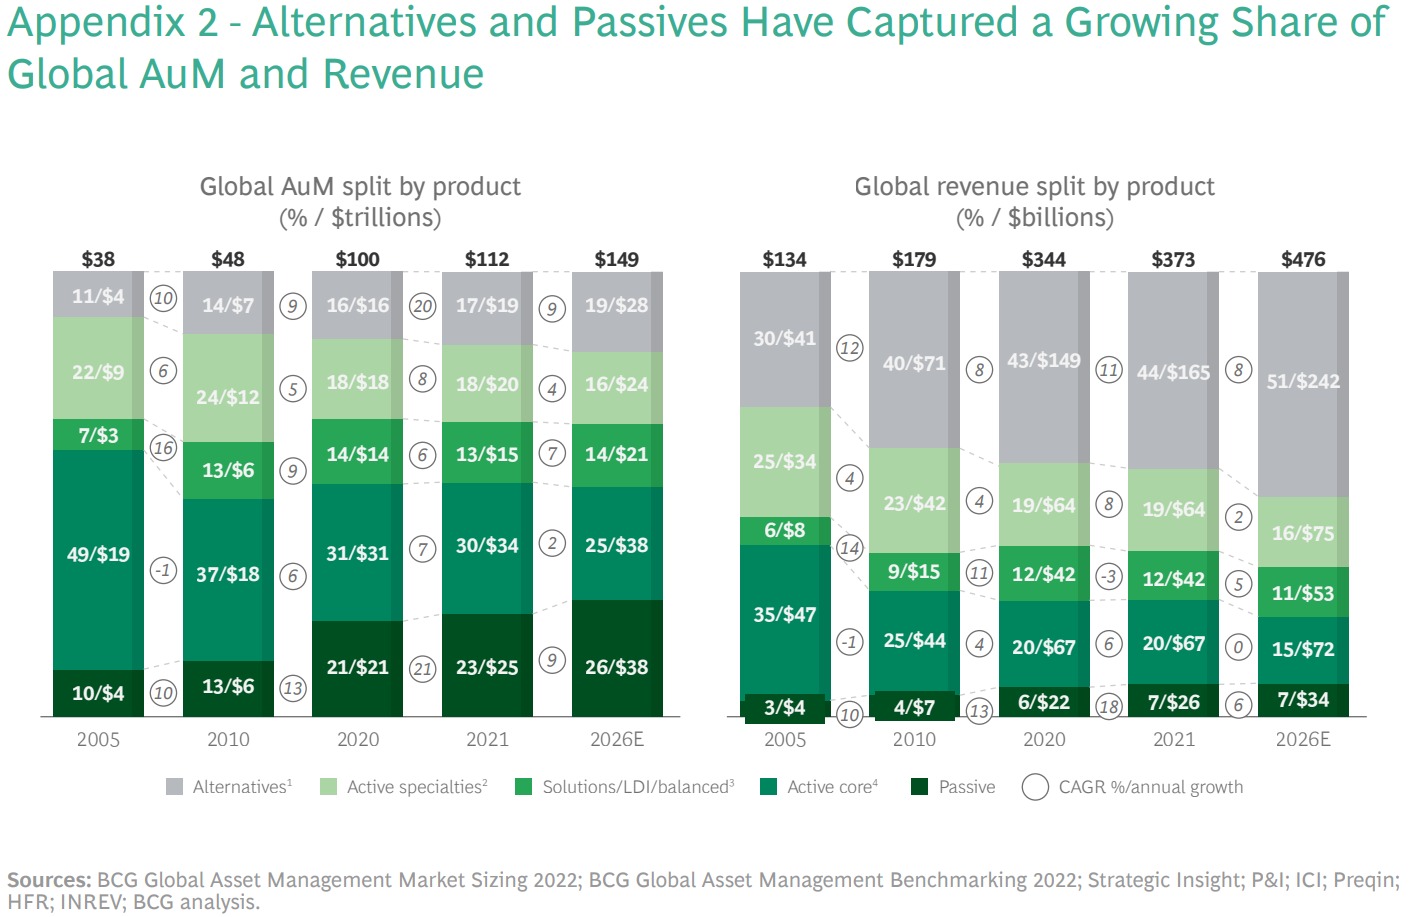 Appendix 2 - Alternatives and Passives Have Captured a Growing Share of
Global AuM and Revenue
Global AuM split by product
(% / $trillions)
$38 $48 $100 $112 $149
11/$4 10 14/$7 9 16/$16 20 17/$19 9 19/$28
22/$9 6 24/$12 5 18/$18 8 18/$20 4 16/$24
7/$3 16 13/$6 9 14/$14 6 13/$15 7 14/$21
49/$19 -1 37/$18 6 31/$31 7 30/$34 2 25/$38
10/$4 10 13/$6 13 21/$21 21 23/$25 9 26/$38
2005 2010 2020 2021 2026E
Global revenue split by product
(% / $billions)
$134 $179 $344 $373 $476
30/$41 12 40/$71 8 43/$149 11 44/$165 8 51/$242
25/$34 4 23/$42 4 19/$64 8 19/$64 2 16/$75
6/$8 14 9/$15 11 12/$42 -3 12/$42 5 11/$53
35/$47 -1 25/$44 4 20/$67 6 20/$67 0 15/$72
3/$4 10 4/$7 13 6/$22 18 7/$26 6 7/$34
2005 2010 2020 2021 2026E
Alternatives¹ Active specialties² Solutions/LDI/balanced³ Active core⁴ Passive CAGR %/annual growth
Sources: BCG Global Asset Management Market Sizing 2022; BCG Global Asset Management Benchmarking 2022; Strategic Insight; P&I; ICI; Preqin;
HFR; INREV; BCG analysis.